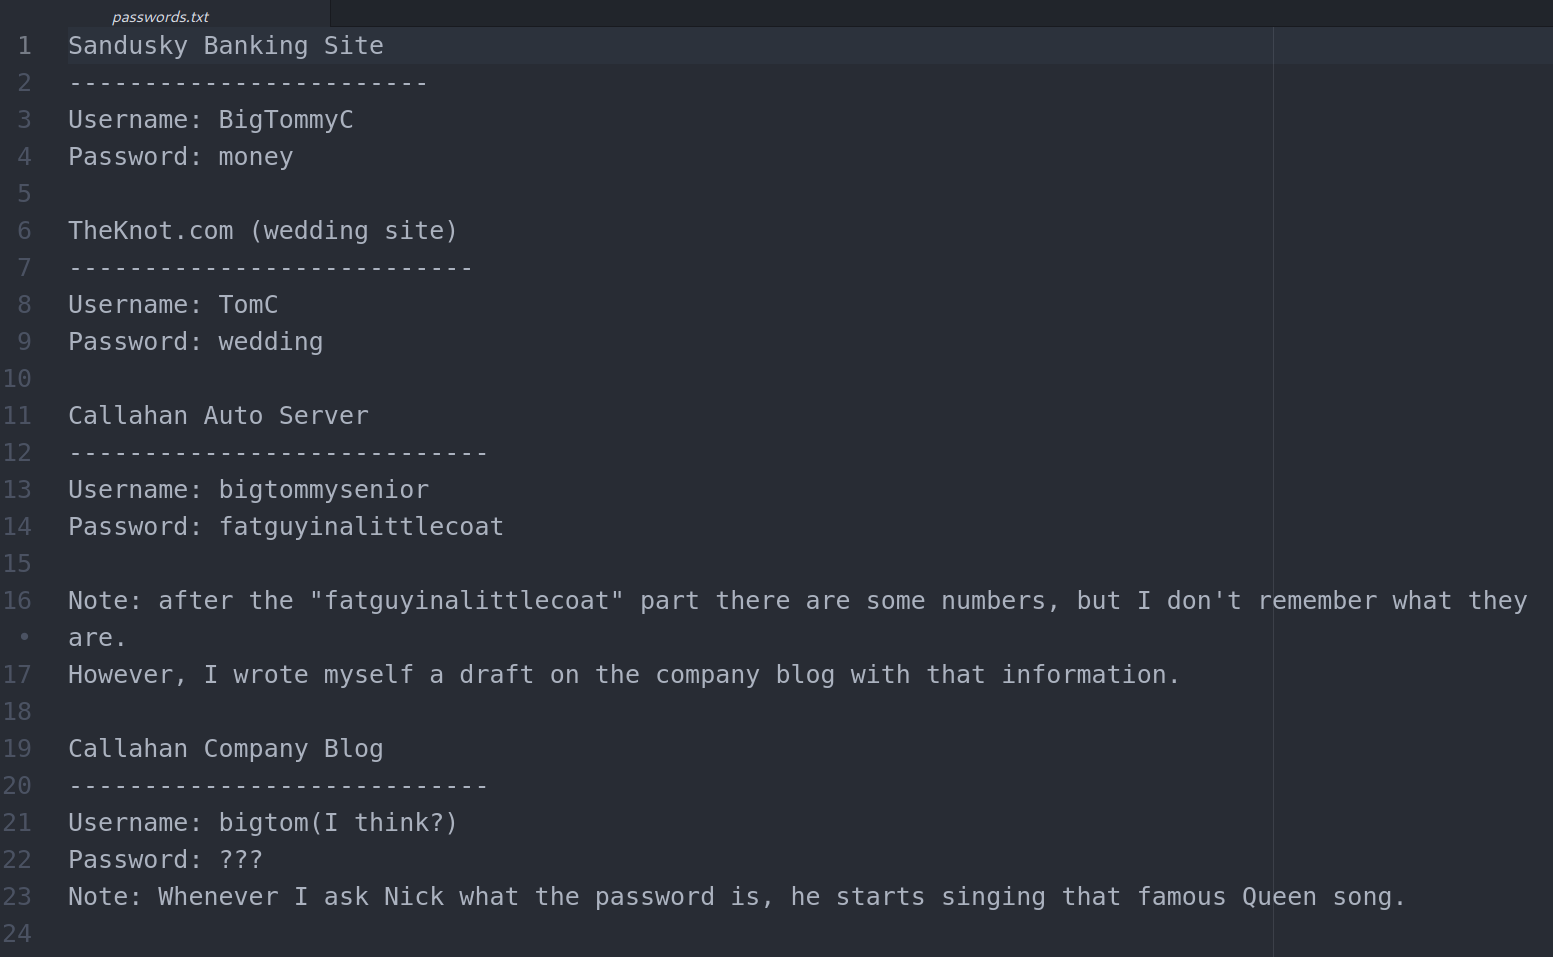 passwords.txt
1 Sandusky Banking Site
2 ------------------------
3 Username: BigTommyC
4 Password: money
5
6 TheKnot.com (wedding site)
7 ---------------------------
8 Username: TomC
9 Password: wedding
10
11 Callahan Auto Server
12 ----------------------------
13 Username: bigtommysenior
14 Password: fatguyinalittlecoat
15
16 Note: after the "fatguyinalittlecoat" part there are some numbers, but I don't remember what they
• are.
17 However, I wrote myself a draft on the company blog with that information.
18
19 Callahan Company Blog
20 ----------------------------
21 Username: bigtom(I think?)
22 Password: ???
23 Note: Whenever I ask Nick what the password is, he starts singing that famous Queen song.
24